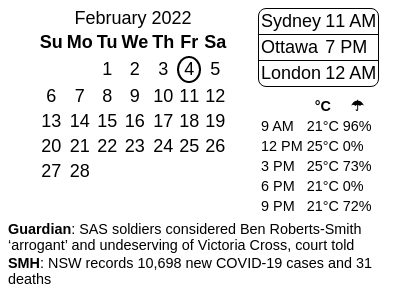 February 2022
Su Mo Tu We Th Fr Sa
1 2 3 4 5
6 7 8 9 10 11 12
13 14 15 16 17 18 19
20 21 22 23 24 25 26
27 28
Sydney 11 AM
Ottawa 7 PM
London 12 AM
°C ☂
9 AM 21°C 96%
12 PM 25°C 0%
3 PM 25°C 73%
6 PM 21°C 0%
9 PM 21°C 72%
Guardian: SAS soldiers considered Ben Roberts-Smith
‘arrogant’ and undeserving of Victoria Cross, court told
SMH: NSW records 10,698 new COVID-19 cases and 31
deaths